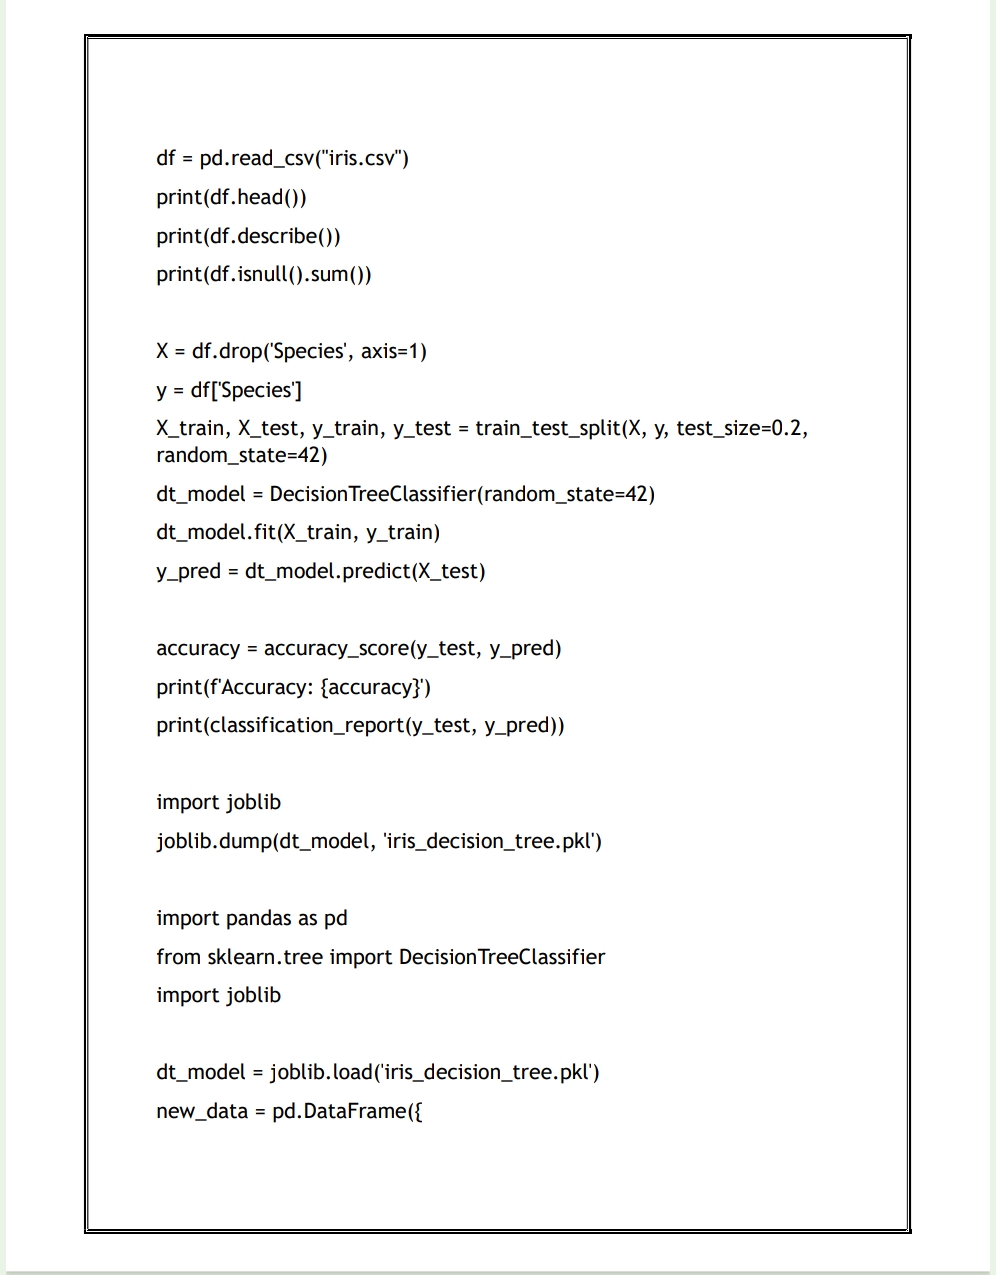 df = pd.read_csv("iris.csv")
print(df.head())
print(df.describe())
print(df.isnull().sum())
X = df.drop('Species', axis=1)
y = df['Species']
X_train, X_test, y_train, y_test = train_test_split(X, y, test_size=0.2,
random_state=42)
dt_model = DecisionTreeClassifier(random_state=42)
dt_model.fit(X_train, y_train)
y_pred = dt_model.predict(X_test)
accuracy = accuracy_score(y_test, y_pred)
print(f'Accuracy: {accuracy}')
print(classification_report(y_test, y_pred))
import joblib
joblib.dump(dt_model, 'iris_decision_tree.pkl')
import pandas as pd
from sklearn.tree import DecisionTreeClassifier
import joblib
dt_model = joblib.load('iris_decision_tree.pkl')
new_data = pd.DataFrame({